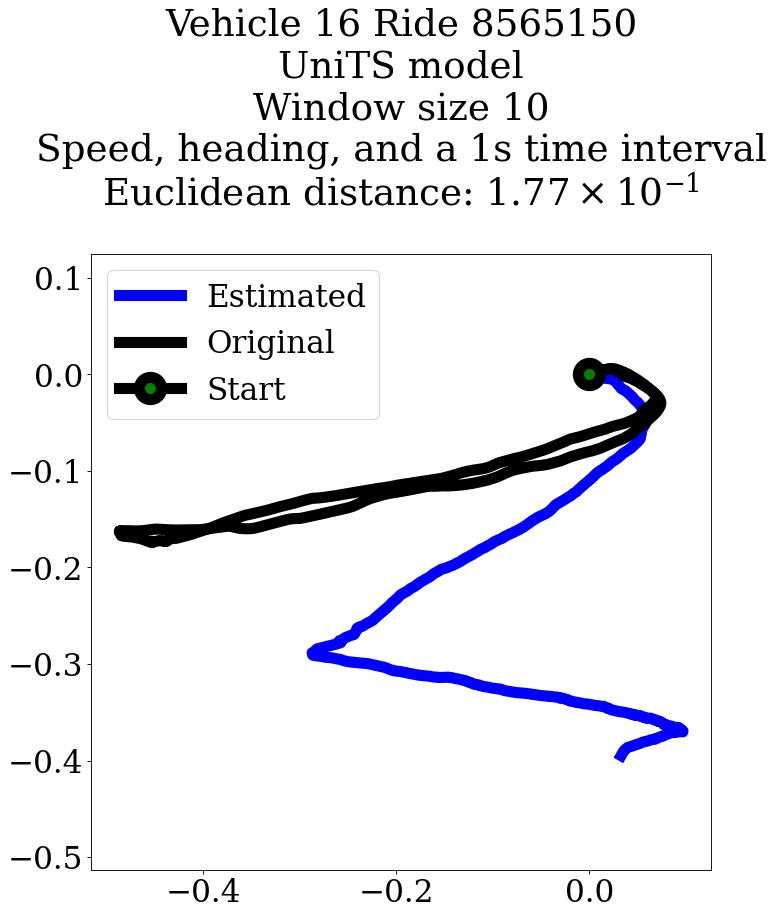 Vehicle 16 Ride 8565150
UniTS model
Window size 10
Speed, heading, and a 1s time interval
Euclidean distance: 1.77 × 10⁻¹
0.1
Estimated
Original
0.0
Start
−0.1
−0.2
−0.3
−0.4
−0.5
−0.4 −0.2 0.0